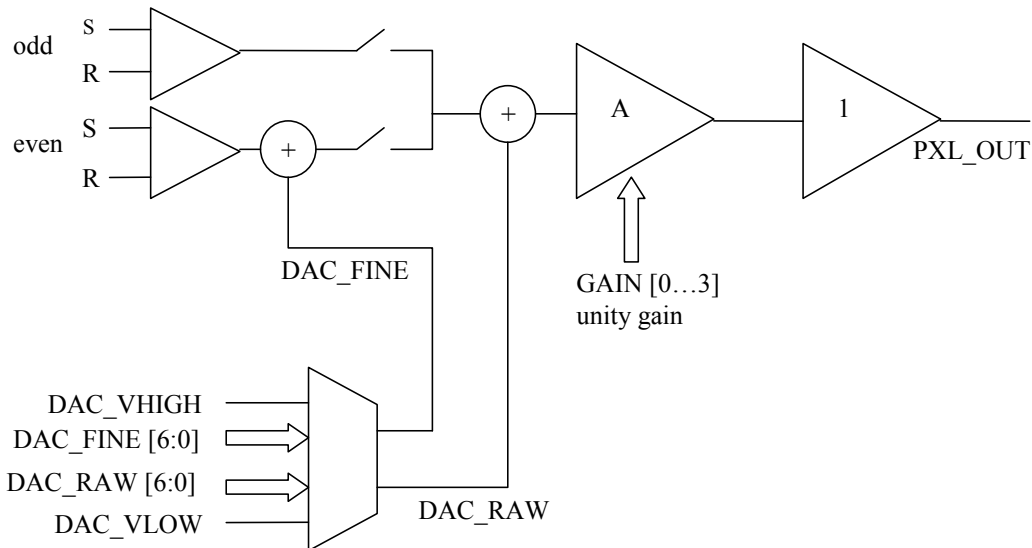 odd
S
R
even
S
R
+
+
A
1
PXL_OUT
DAC_FINE
GAIN [0…3]
unity gain
DAC_VHIGH
DAC_FINE [6:0]
DAC_RAW [6:0]
DAC_VLOW
DAC_RAW